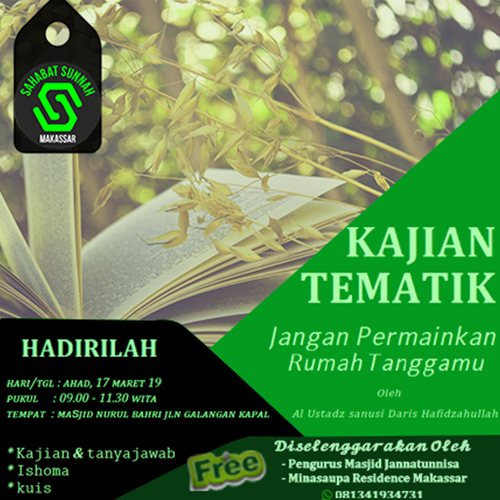 SAHABAT SUNNAH
MAKASSAR
KAJIAN
TEMATIK
Jangan Permainkan
Rumah Tanggamu
Oleh
Al Ustadz sanusi Daris Hafidzahullah
HADIRILAH
HARI/TGL : AHAD, 17 MARET 19
PUKUL : 09.00 - 11.30 WITA
TEMPAT : MASJID NURUL BAHRI JLN GALANGAN KAPAL
* Kajian & tanyajawab
* Ishoma
* kuis
Free
Diselenggarakan Oleh
- Pengurus Masjid Jannatunnisa
- Minasaupa Residence Makassar
081341934731